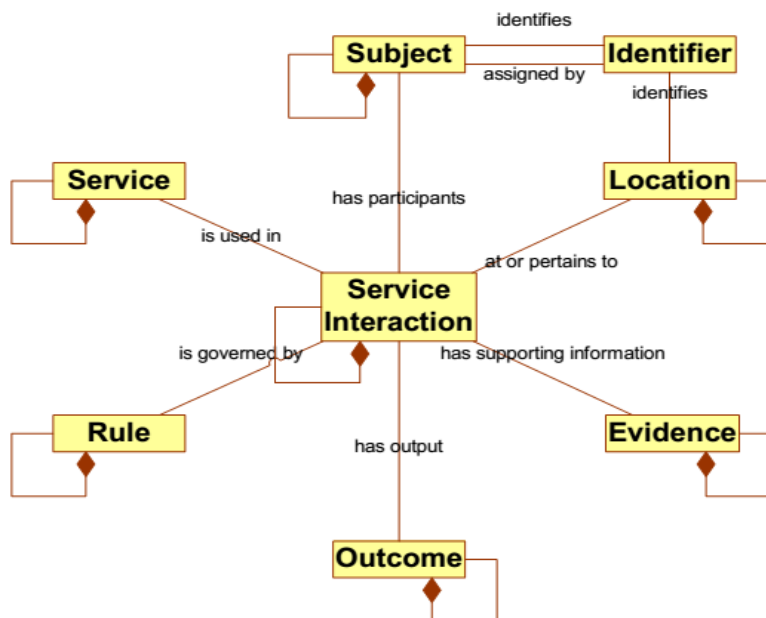 identifies
Subject
Identifier
assigned by
identifies
Service
Location
has participants
is used in
at or pertains to
Service
Interaction
is governed by
has supporting information
Rule
Evidence
has output
Outcome